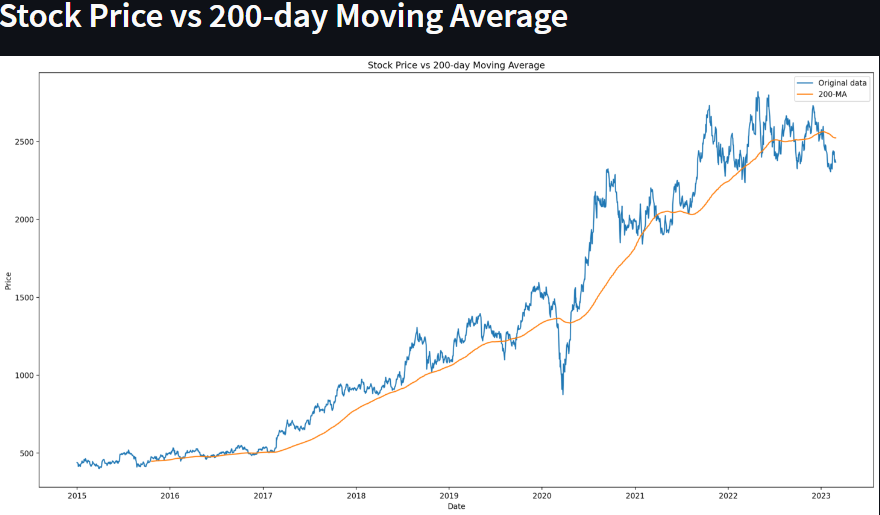 Stock Price vs 200-day Moving Average
Stock Price vs 200-day Moving Average
Original data
200-MA
Price
2500
2000
1500
1000
500
2015 2016 2017 2018 2019 2020 2021 2022 2023
Date